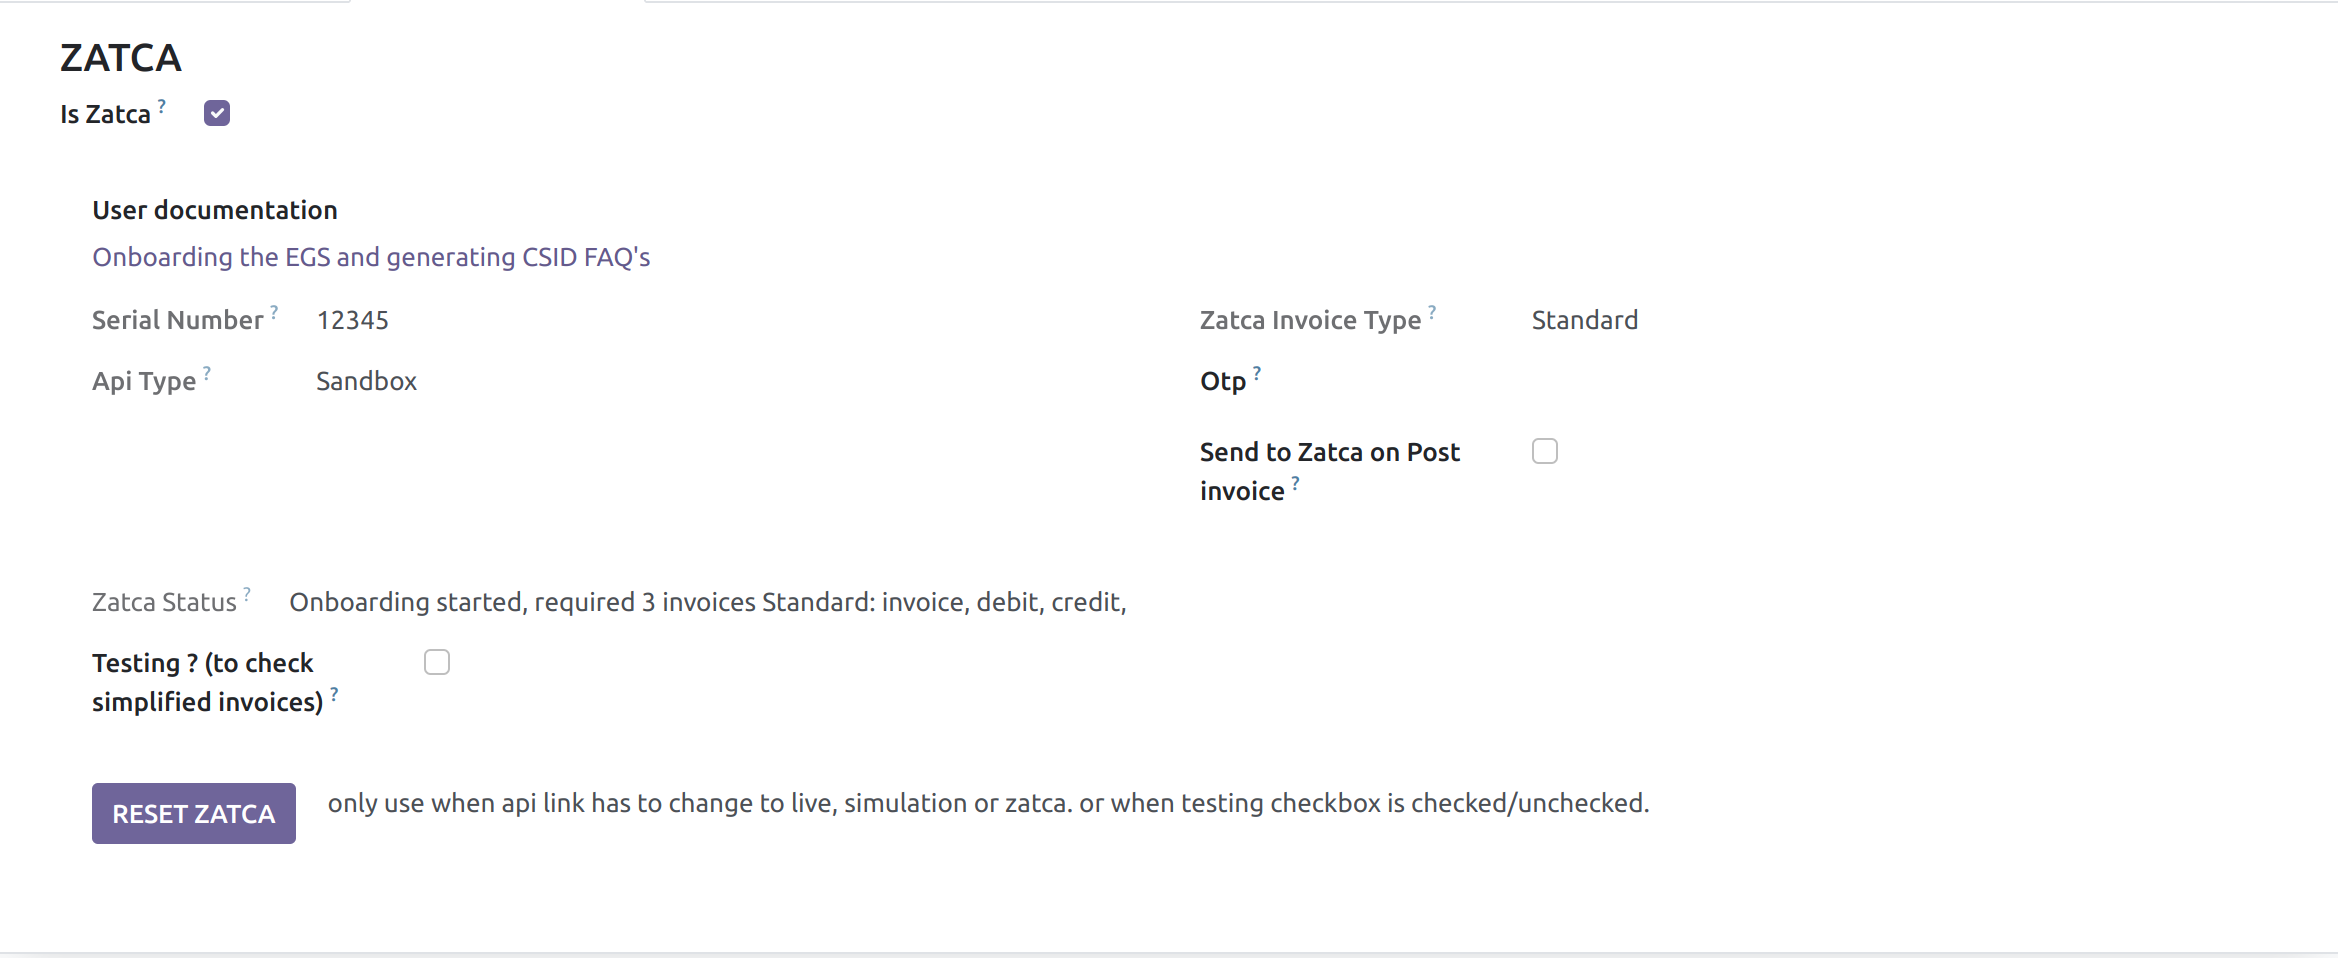 ZATCA
Is Zatca ?
User documentation
Onboarding the EGS and generating CSID FAQ's
Serial Number ? 12345
Zatca Invoice Type ? Standard
Api Type ? Sandbox
Otp ?
Send to Zatca on Post
invoice ?
Zatca Status ? Onboarding started, required 3 invoices Standard: invoice, debit, credit,
Testing ? (to check
simplified invoices) ?
RESET ZATCA only use when api link has to change to live, simulation or zatca. or when testing checkbox is checked/unchecked.